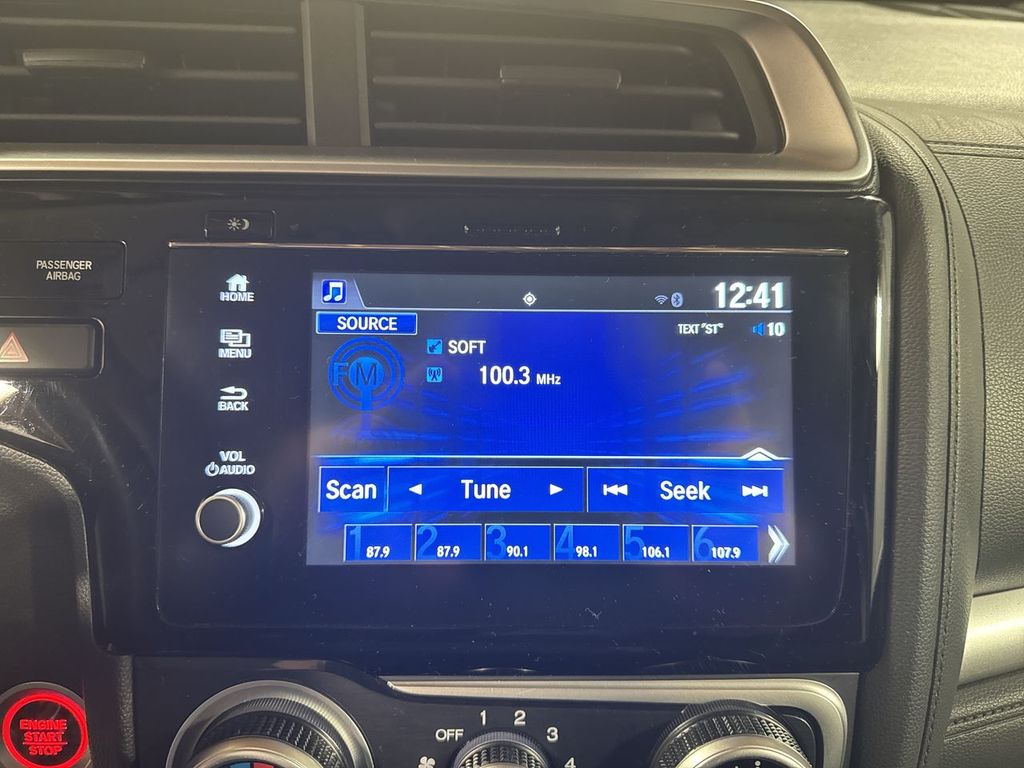 PASSENGER
AIRBAG
HOME
MENU
BACK
VOL
AUDIO
12:41
SOURCE
TEXT "ST"
10
FM
SOFT
100.3 MHz
Scan
Tune
Seek
1 87.9
2 87.9
3 90.1
4 98.1
5 106.1
6 107.9
ENGINE
START
STOP
OFF
1
2
3
4